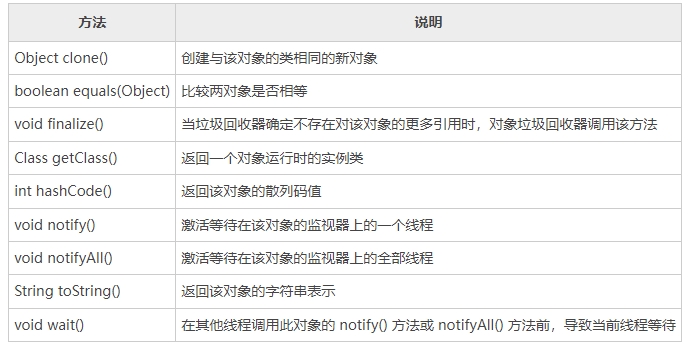 方法 说明
Object clone() 创建与该对象的类相同的新对象
boolean equals(Object) 比较两对象是否相等
void finalize() 当垃圾回收器确定不存在对该对象的更多引用时，对象垃圾回收器调用该方法
Class getClass() 返回一个对象运行时的实例类
int hashCode() 返回该对象的散列码值
void notify() 激活等待在该对象的监视器上的一个线程
void notifyAll() 激活等待在该对象的监视器上的全部线程
String toString() 返回该对象的字符串表示
void wait() 在其他线程调用此对象的 notify() 方法或 notifyAll() 方法前，导致当前线程等待